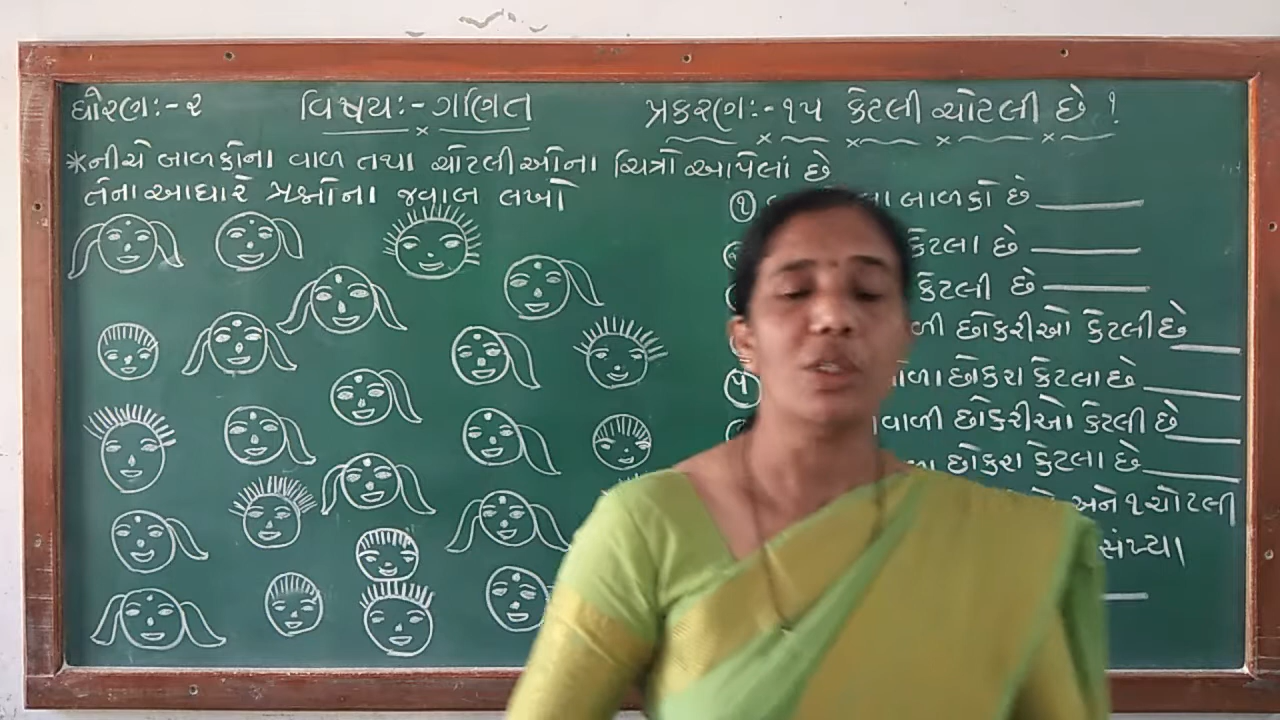 ધોરણઃ-૨ વિષયઃ-ગણિત પ્રકરણઃ-૧૫ કેટલી ચોટલી છે ?
*નીચે બાળકોના વાળ તથા ચોટલીઓના ચિત્રો આપેલાં છે
તેના આધારે પ્રશ્નોના જવાબ લખો
૧ બાળકો છે
કેટલા છે
કેટલી છે
છોકરીઓ કેટલી છે
૫ છોકરા કેટલા છે
વાળી છોકરીઓ કેટલી છે
છોકરા કેટલા છે
અને ૧ ચોટલી
સંખ્યા